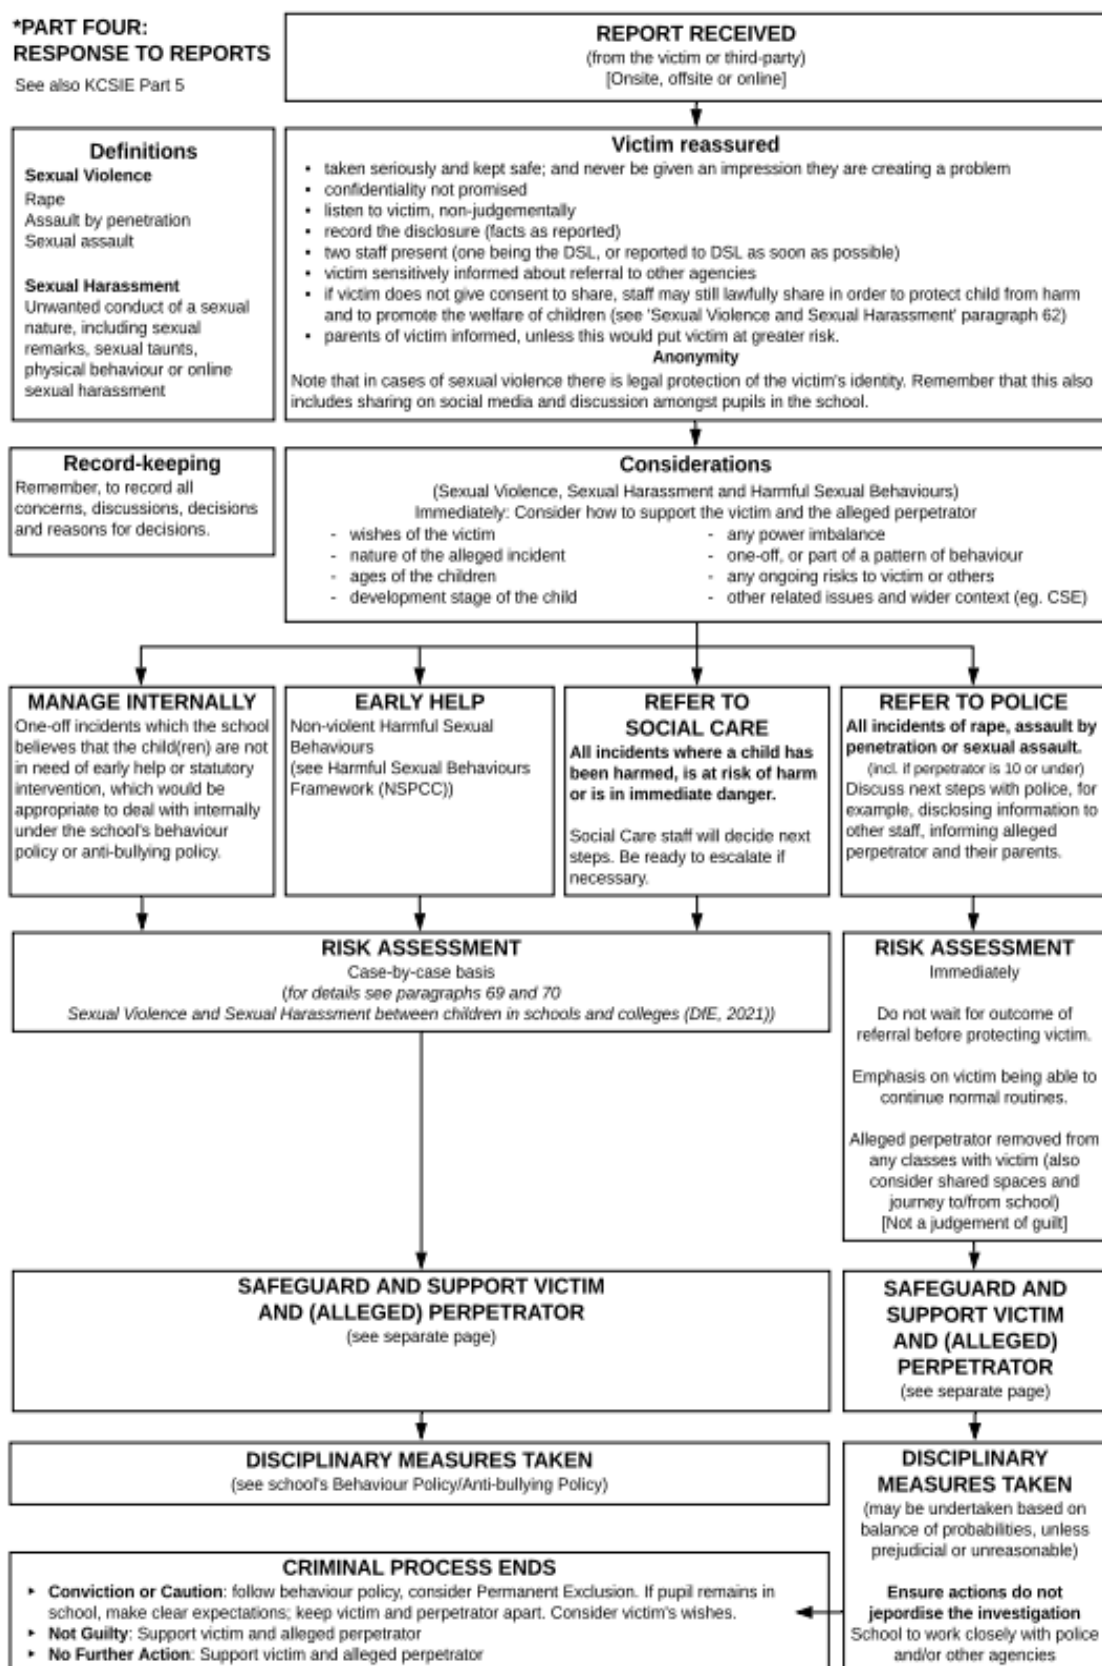 *PART FOUR:
RESPONSE TO REPORTS
See also KCSIE Part 5
REPORT RECEIVED
(from the victim or third-party)
[Onsite, offsite or online]
Definitions
Sexual Violence
Rape
Assault by penetration
Sexual assault
Sexual Harassment
Unwanted conduct of a sexual
nature, including sexual
remarks, sexual taunts,
physical behaviour or online
sexual harassment
Victim reassured
• taken seriously and kept safe; and never be given an impression they are creating a problem
• confidentiality not promised
• listen to victim, non-judgementally
• record the disclosure (facts as reported)
• two staff present (one being the DSL, or reported to DSL as soon as possible)
• victim sensitively informed about referral to other agencies
• if victim does not give consent to share, staff may still lawfully share in order to protect child from harm
and to promote the welfare of children (see 'Sexual Violence and Sexual Harassment' paragraph 62)
• parents of victim informed, unless this would put victim at greater risk.
Anonymity
Note that in cases of sexual violence there is legal protection of the victim's identity. Remember that this also
includes sharing on social media and discussion amongst pupils in the school.
Record-keeping
Remember, to record all
concerns, discussions, decisions
and reasons for decisions.
Considerations
(Sexual Violence, Sexual Harassment and Harmful Sexual Behaviours)
Immediately: Consider how to support the victim and the alleged perpetrator
- wishes of the victim
- nature of the alleged incident
- ages of the children
- development stage of the child
- any power imbalance
- one-off, or part of a pattern of behaviour
- any ongoing risks to victim or others
- other related issues and wider context (eg. CSE)
MANAGE INTERNALLY
One-off incidents which the school
believes that the child(ren) are not
in need of early help or statutory
intervention, which would be
appropriate to deal with internally
under the school's behaviour
policy or anti-bullying policy.
EARLY HELP
Non-violent Harmful Sexual
Behaviours
(see Harmful Sexual Behaviours
Framework (NSPCC))
REFER TO
SOCIAL CARE
All incidents where a child has
been harmed, is at risk of harm
or is in immediate danger.
Social Care staff will decide next
steps. Be ready to escalate if
necessary.
REFER TO POLICE
All incidents of rape, assault by
penetration or sexual assault.
(incl. if perpetrator is 10 or under)
Discuss next steps with police, for
example, disclosing information to
other staff, informing alleged
perpetrator and their parents.
RISK ASSESSMENT
Case-by-case basis
(for details see paragraphs 69 and 70
Sexual Violence and Sexual Harassment between children in schools and colleges (DfE, 2021))
RISK ASSESSMENT
Immediately
Do not wait for outcome of
referral before protecting victim.
Emphasis on victim being able to
continue normal routines.
Alleged perpetrator removed from
any classes with victim (also
consider shared spaces and
journey to/from school)
[Not a judgement of guilt]
SAFEGUARD AND SUPPORT VICTIM
AND (ALLEGED) PERPETRATOR
(see separate page)
SAFEGUARD AND
SUPPORT VICTIM
AND (ALLEGED)
PERPETRATOR
(see separate page)
DISCIPLINARY MEASURES TAKEN
(see school's Behaviour Policy/Anti-bullying Policy)
DISCIPLINARY
MEASURES TAKEN
(may be undertaken based on
balance of probabilities, unless
prejudicial or unreasonable)
Ensure actions do not
jepordise the investigation
School to work closely with police
and/or other agencies
CRIMINAL PROCESS ENDS
▸ Conviction or Caution: follow behaviour policy, consider Permanent Exclusion. If pupil remains in
school, make clear expectations; keep victim and perpetrator apart. Consider victim's wishes.
▸ Not Guilty: Support victim and alleged perpetrator
▸ No Further Action: Support victim and alleged perpetrator